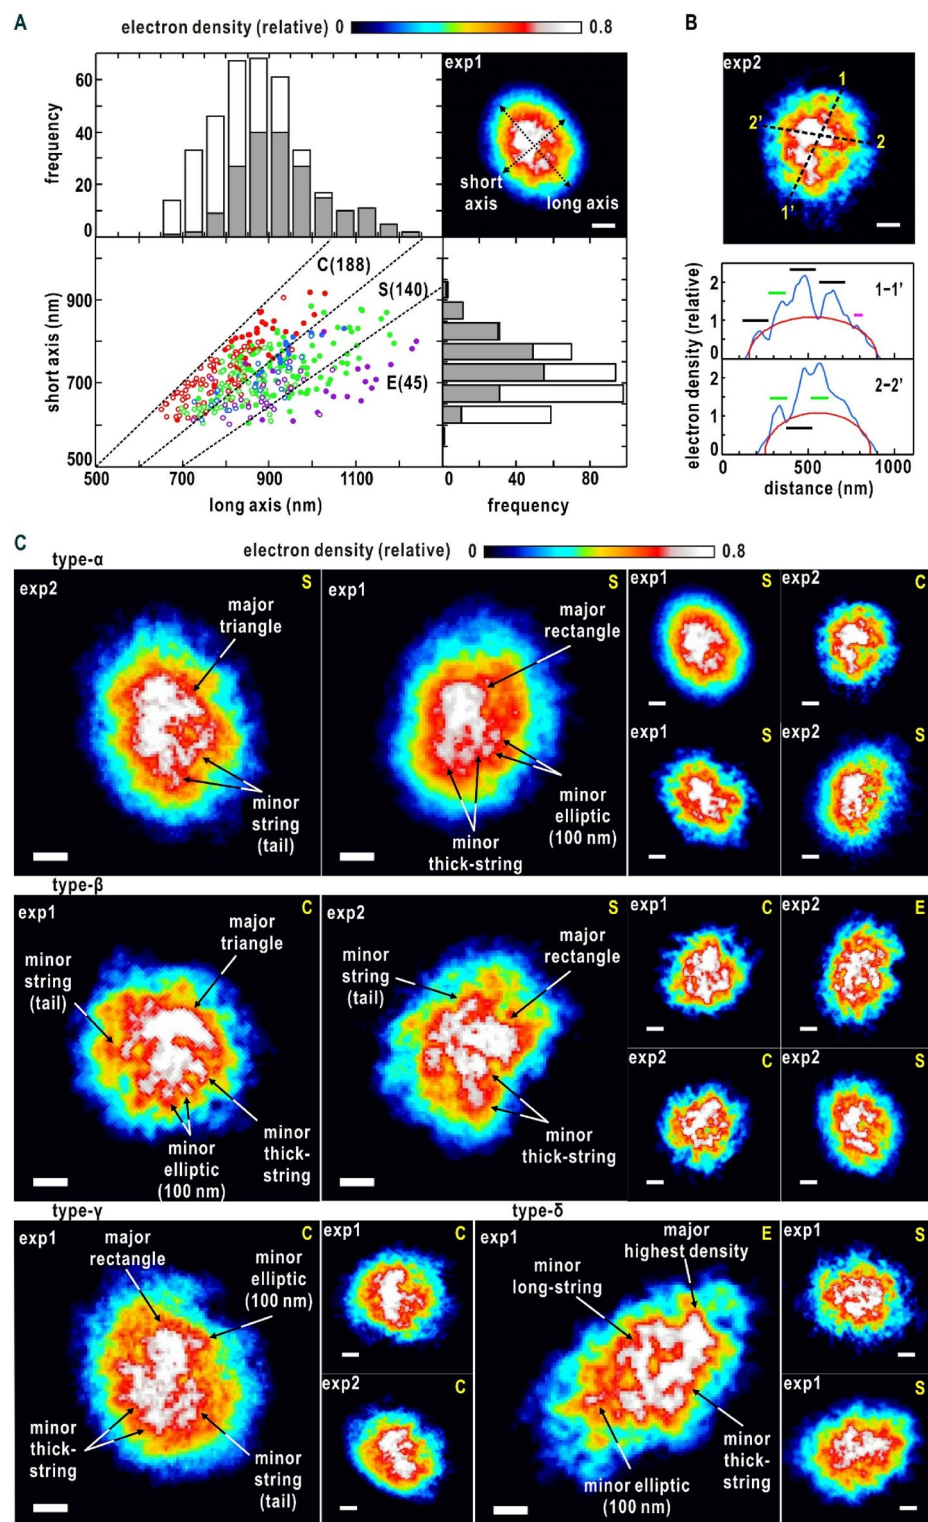 A
electron density (relative) 0 0.8
B
frequency
60
40
20
0
exp1
short
axis
long axis
exp2
1
2'
2
1'
short axis (nm)
900
700
500
C(188)
S(140)
E(45)
500 700 900 1100
long axis (nm)
0 40 80
frequency
electron density (relative)
2
1
0
1-1'
2
1
0
2-2'
0 500 1000
distance (nm)
C
electron density (relative) 0 0.8
type-α
exp2
S
major
triangle
minor
string
(tail)
exp1
S
major
rectangle
minor
elliptic
(100 nm)
minor
thick-string
exp1
S
exp2
C
exp1
S
exp2
S
type-β
exp1
C
major
triangle
minor
string
(tail)
minor
elliptic
(100 nm)
minor
thick-
string
exp2
S
minor
string
(tail)
major
rectangle
minor
thick-string
exp1
C
exp2
E
exp2
C
exp2
S
type-γ
exp1
C
major
rectangle
minor
elliptic
(100 nm)
minor
thick-
string
minor
string
(tail)
exp1
C
exp2
C
type-δ
exp1
E
major
highest density
minor
long-string
minor elliptic
(100 nm)
minor
thick-
string
exp1
S
exp1
S